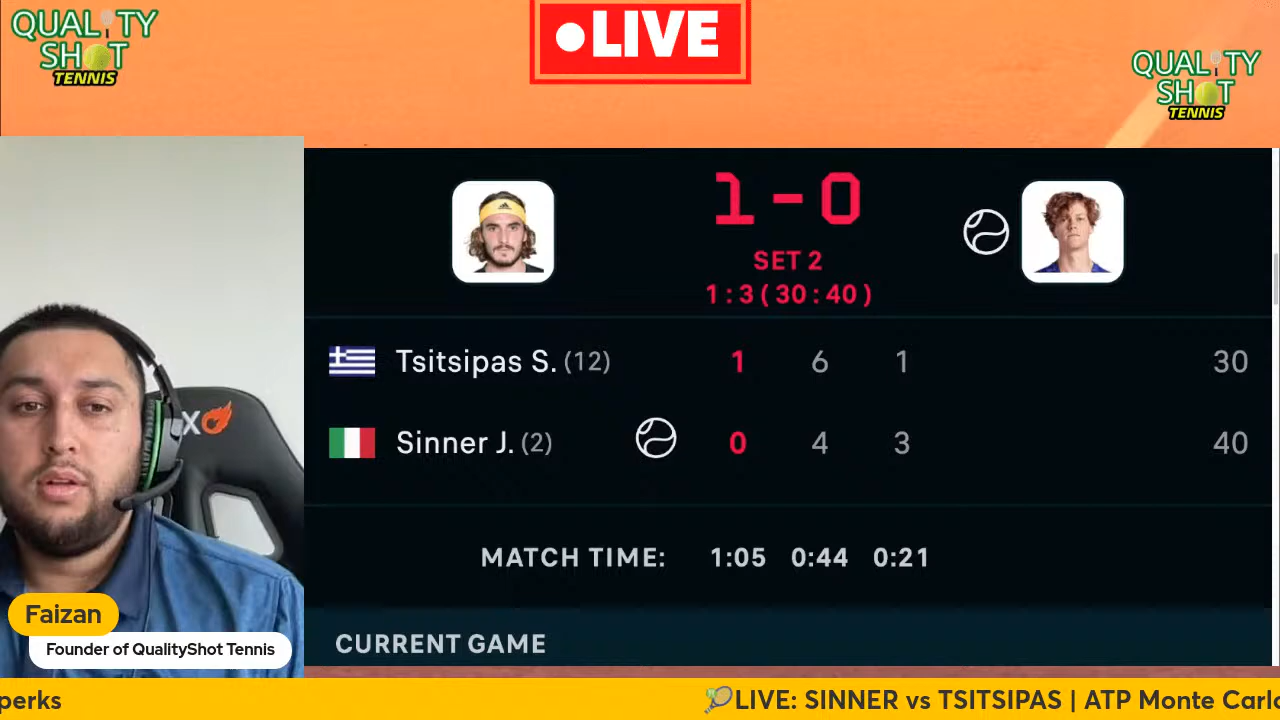 QUALITY
SHOT
TENNIS
LIVE
QUALITY
SHOT
TENNIS
1-0
SET 2
1 : 3 ( 30 : 40 )
Tsitsipas S. (12) 1 6 1 30
Sinner J. (2) 0 4 3 40
MATCH TIME: 1:05 0:44 0:21
CURRENT GAME
X
Faizan
Founder of QualityShot Tennis
perks
LIVE: SINNER vs TSITSIPAS | ATP Monte Carlo